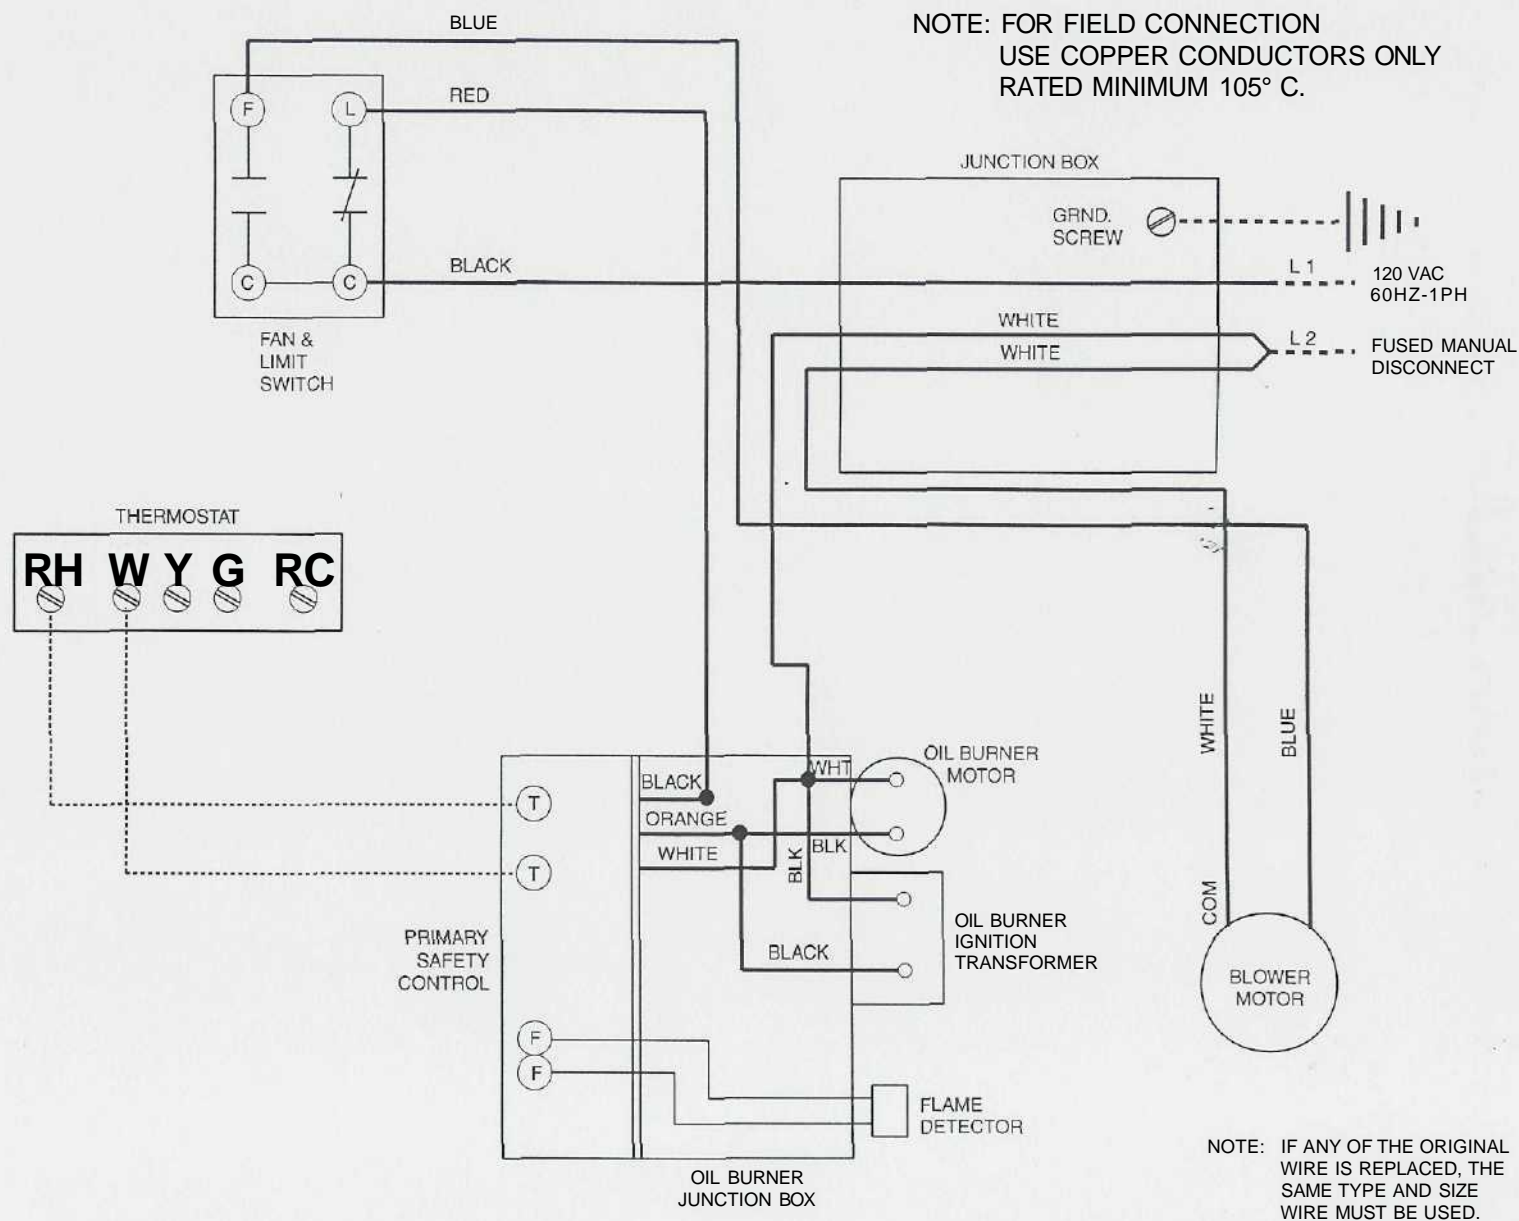 BLUE
NOTE: FOR FIELD CONNECTION
USE COPPER CONDUCTORS ONLY
RATED MINIMUM 105° C.
F
L
RED
JUNCTION BOX
GRND.
SCREW
BLACK
L 1
120 VAC
60HZ-1PH
C
C
WHITE
L 2
FUSED MANUAL
DISCONNECT
WHITE
FAN &
LIMIT
SWITCH
THERMOSTAT
RH W Y G RC
WHITE
BLUE
COM
BLOWER
MOTOR
OIL BURNER
MOTOR
WHT
BLACK
T
ORANGE
BLK
WHITE
BLK
T
OIL BURNER
IGNITION
TRANSFORMER
BLACK
PRIMARY
SAFETY
CONTROL
F
F
FLAME
DETECTOR
OIL BURNER
JUNCTION BOX
NOTE: IF ANY OF THE ORIGINAL
WIRE IS REPLACED, THE
SAME TYPE AND SIZE
WIRE MUST BE USED.